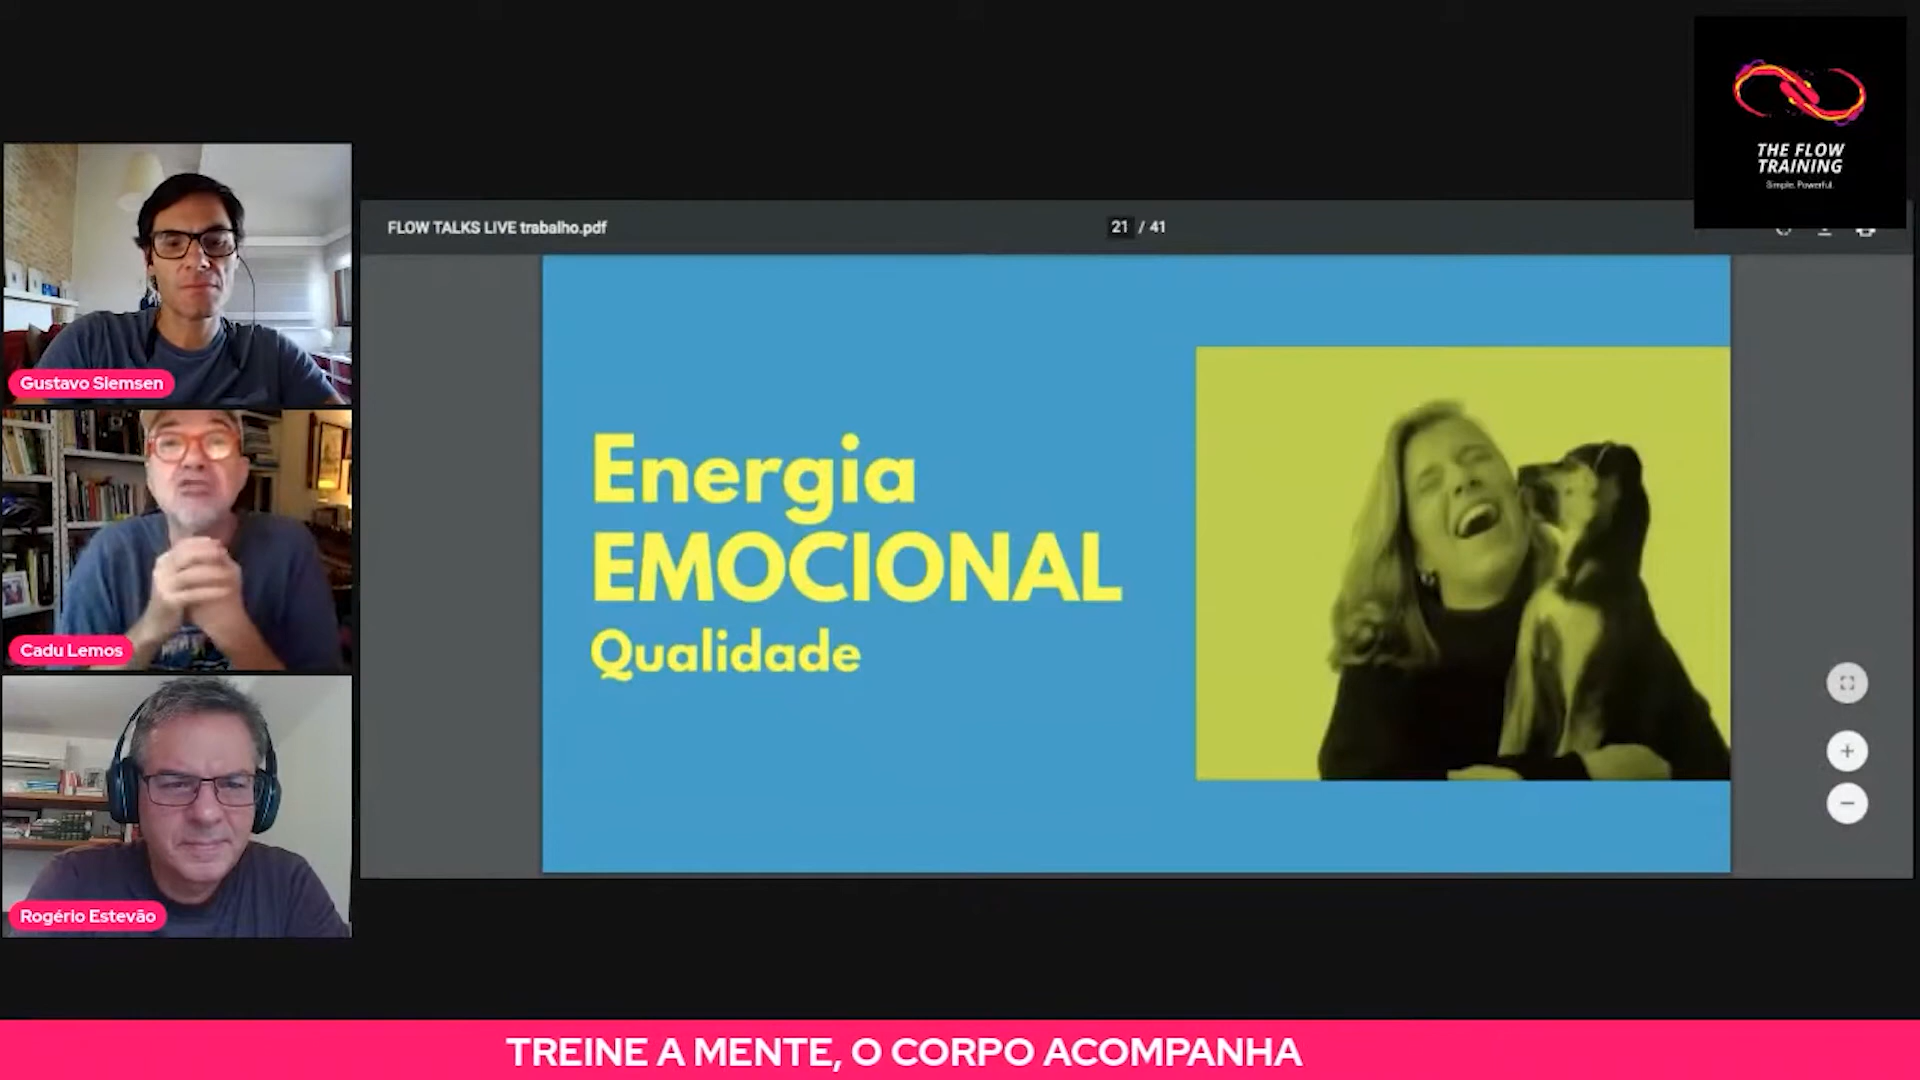 THE FLOW
TRAINING
Simple. Powerful.
FLOW TALKS LIVE trabalho.pdf
21 / 41
Gustavo Siemsen
Cadu Lemos
Rogério Estevão
Energia
EMOCIONAL
Qualidade
TREINE A MENTE, O CORPO ACOMPANHA